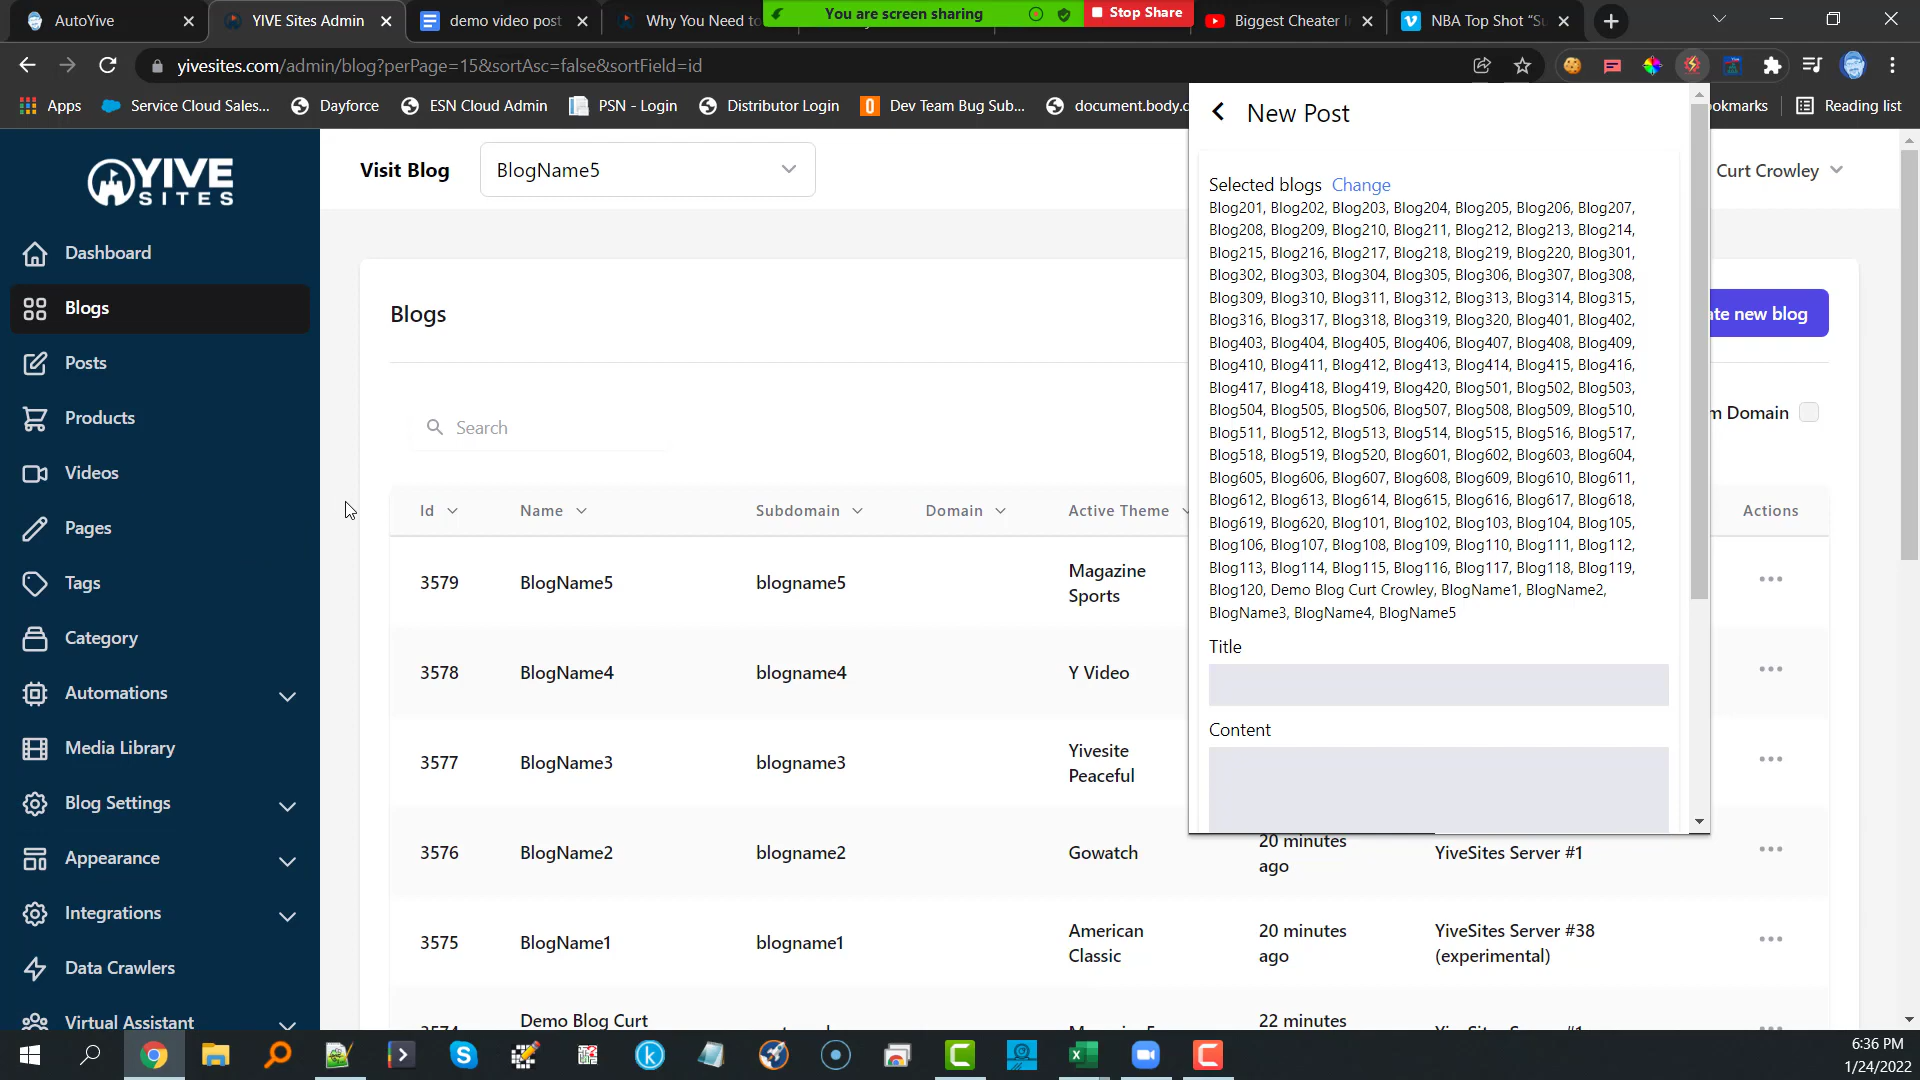 AutoYive
YIVE Sites Admin
demo video post
Why You Need to
You are screen sharing
Stop Share
Biggest Cheater
NBA Top Shot “Su
yivesites.com/admin/blog?perPage=15&sortAsc=false&sortField=id
Apps
Service Cloud Sales...
Dayforce
ESN Cloud Admin
PSN - Login
Distributor Login
Dev Team Bug Sub...
document.body.c
ookmarks
Reading list
YIVE
SITES
Dashboard
Blogs
Posts
Products
Videos
Pages
Tags
Category
Automations
Media Library
Blog Settings
Appearance
Integrations
Data Crawlers
Virtual Assistant
Visit Blog
BlogName5
Curt Crowley
Blogs
te new blog
Search
m Domain
Id Name Subdomain Domain Active Theme Actions
3579 BlogName5 blogname5 Magazine Sports
3578 BlogName4 blogname4 Y Video
3577 BlogName3 blogname3 Yivesite Peaceful
3576 BlogName2 blogname2 Gowatch 20 minutes ago YiveSites Server #1
3575 BlogName1 blogname1 American Classic 20 minutes ago YiveSites Server #38 (experimental)
Demo Blog Curt 22 minutes
New Post
Selected blogs Change
Blog201, Blog202, Blog203, Blog204, Blog205, Blog206, Blog207,
Blog208, Blog209, Blog210, Blog211, Blog212, Blog213, Blog214,
Blog215, Blog216, Blog217, Blog218, Blog219, Blog220, Blog301,
Blog302, Blog303, Blog304, Blog305, Blog306, Blog307, Blog308,
Blog309, Blog310, Blog311, Blog312, Blog313, Blog314, Blog315,
Blog316, Blog317, Blog318, Blog319, Blog320, Blog401, Blog402,
Blog403, Blog404, Blog405, Blog406, Blog407, Blog408, Blog409,
Blog410, Blog411, Blog412, Blog413, Blog414, Blog415, Blog416,
Blog417, Blog418, Blog419, Blog420, Blog501, Blog502, Blog503,
Blog504, Blog505, Blog506, Blog507, Blog508, Blog509, Blog510,
Blog511, Blog512, Blog513, Blog514, Blog515, Blog516, Blog517,
Blog518, Blog519, Blog520, Blog601, Blog602, Blog603, Blog604,
Blog605, Blog606, Blog607, Blog608, Blog609, Blog610, Blog611,
Blog612, Blog613, Blog614, Blog615, Blog616, Blog617, Blog618,
Blog619, Blog620, Blog101, Blog102, Blog103, Blog104, Blog105,
Blog106, Blog107, Blog108, Blog109, Blog110, Blog111, Blog112,
Blog113, Blog114, Blog115, Blog116, Blog117, Blog118, Blog119,
Blog120, Demo Blog Curt Crowley, BlogName1, BlogName2,
BlogName3, BlogName4, BlogName5
Title
Content
6:36 PM
1/24/2022